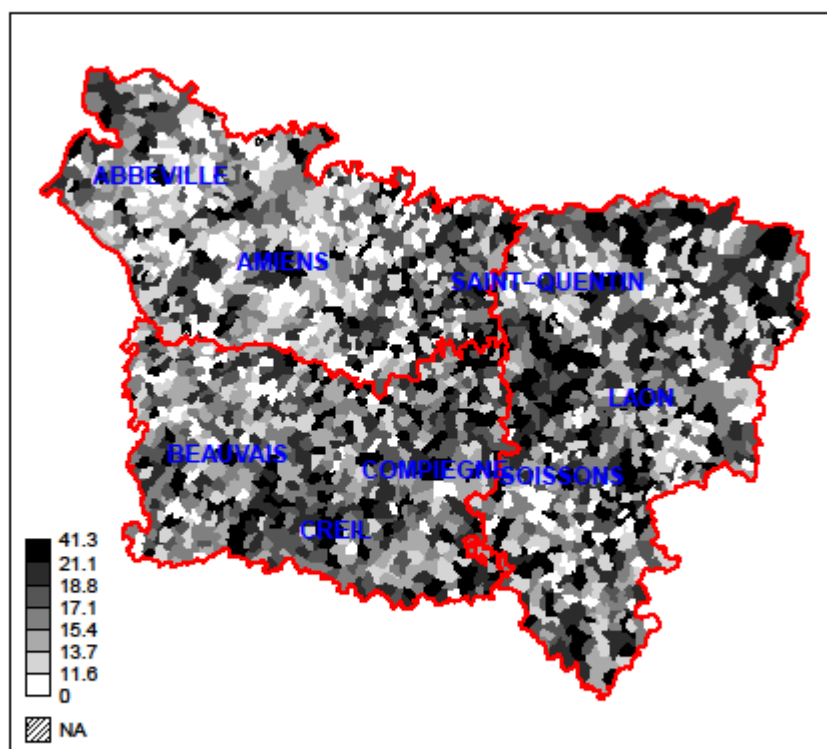 ABBEVILLE
AMIENS
SAINT−QUENTIN
LAON
BEAUVAIS
COMPIEGNE
SOISSONS
CREIL
41.3
21.1
18.8
17.1
15.4
13.7
11.6
0
NA